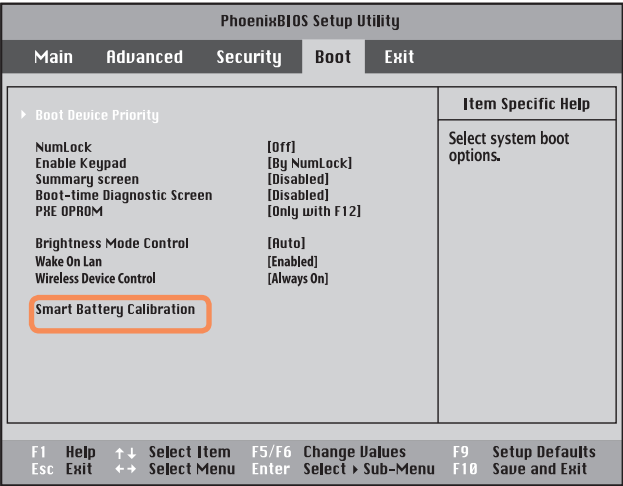 PhoenixBIOS Setup Utility
Main Advanced Security Boot Exit
Item Specific Help
Select system boot
options.
▸ Boot Device Priority
NumLock [Off]
Enable Keypad [By NumLock]
Summary screen [Disabled]
Boot-time Diagnostic Screen [Disabled]
PXE OPROM [Only with F12]
Brightness Mode Control [Auto]
Wake On Lan [Enabled]
Wireless Device Control [Always On]
Smart Battery Calibration
F1 Help ↑↓ Select Item F5/F6 Change Values F9 Setup Defaults
Esc Exit ←→ Select Menu Enter Select ▸ Sub-Menu F10 Save and Exit